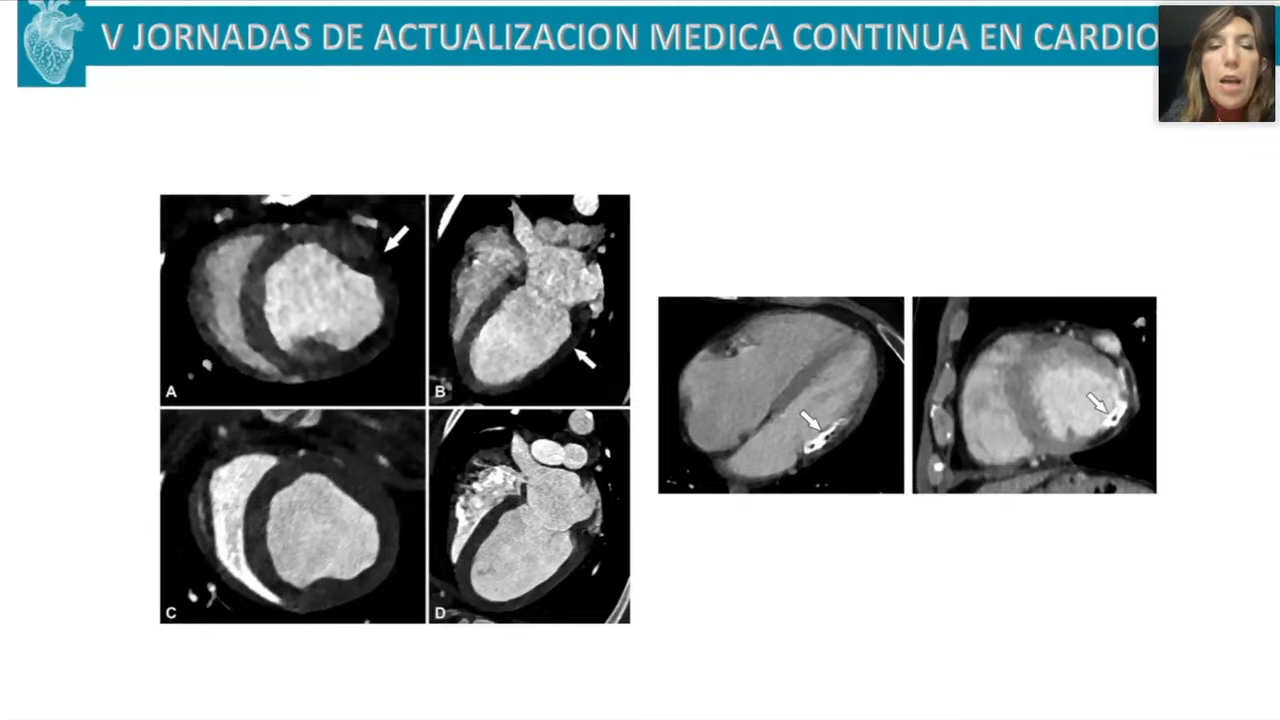 V JORNADAS DE ACTUALIZACION MEDICA CONTINUA EN CARDIO
A
B
C
D